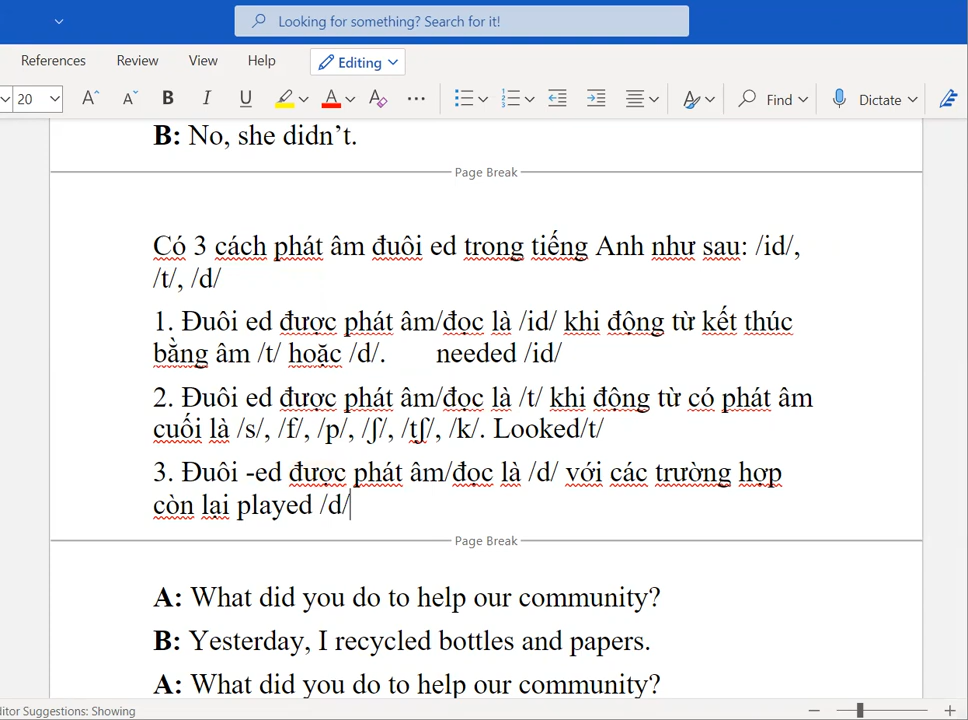 Looking for something? Search for it!
References Review View Help Editing
20 A A B I U A A ... Find Dictate
B: No, she didn’t.
Page Break
Có 3 cách phát âm đuôi ed trong tiếng Anh như sau: /id/,
/t/, /d/
1. Đuôi ed được phát âm/đọc là /id/ khi động từ kết thúc
bằng âm /t/ hoặc /d/. needed /id/
2. Đuôi ed được phát âm/đọc là /t/ khi động từ có phát âm
cuối là /s/, /f/, /p/, /ʃ/, /tʃ/, /k/. Looked/t/
3. Đuôi -ed được phát âm/đọc là /d/ với các trường hợp
còn lại played /d/
Page Break
A: What did you do to help our community?
B: Yesterday, I recycled bottles and papers.
A: What did you do to help our community?
itor Suggestions: Showing